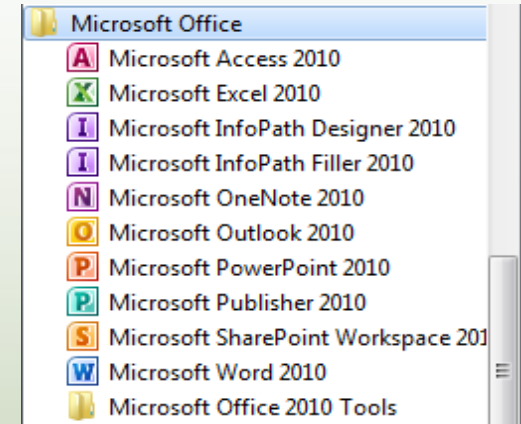 Microsoft Office
A Microsoft Access 2010
X Microsoft Excel 2010
I Microsoft InfoPath Designer 2010
I Microsoft InfoPath Filler 2010
N Microsoft OneNote 2010
O Microsoft Outlook 2010
P Microsoft PowerPoint 2010
P Microsoft Publisher 2010
S Microsoft SharePoint Workspace 201
W Microsoft Word 2010
Microsoft Office 2010 Tools